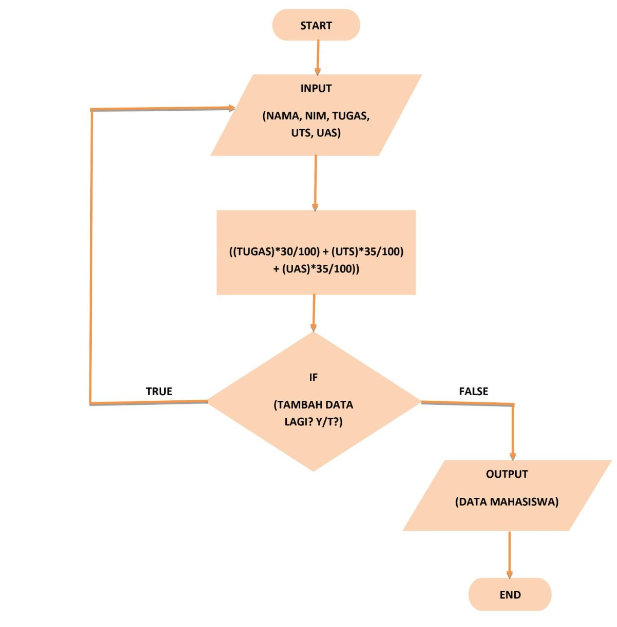 START
INPUT
(NAMA, NIM, TUGAS,
UTS, UAS)
((TUGAS)*30/100) + (UTS)*35/100)
+ (UAS)*35/100))
IF
(TAMBAH DATA
LAGI? Y/T?)
TRUE
FALSE
OUTPUT
(DATA MAHASISWA)
END